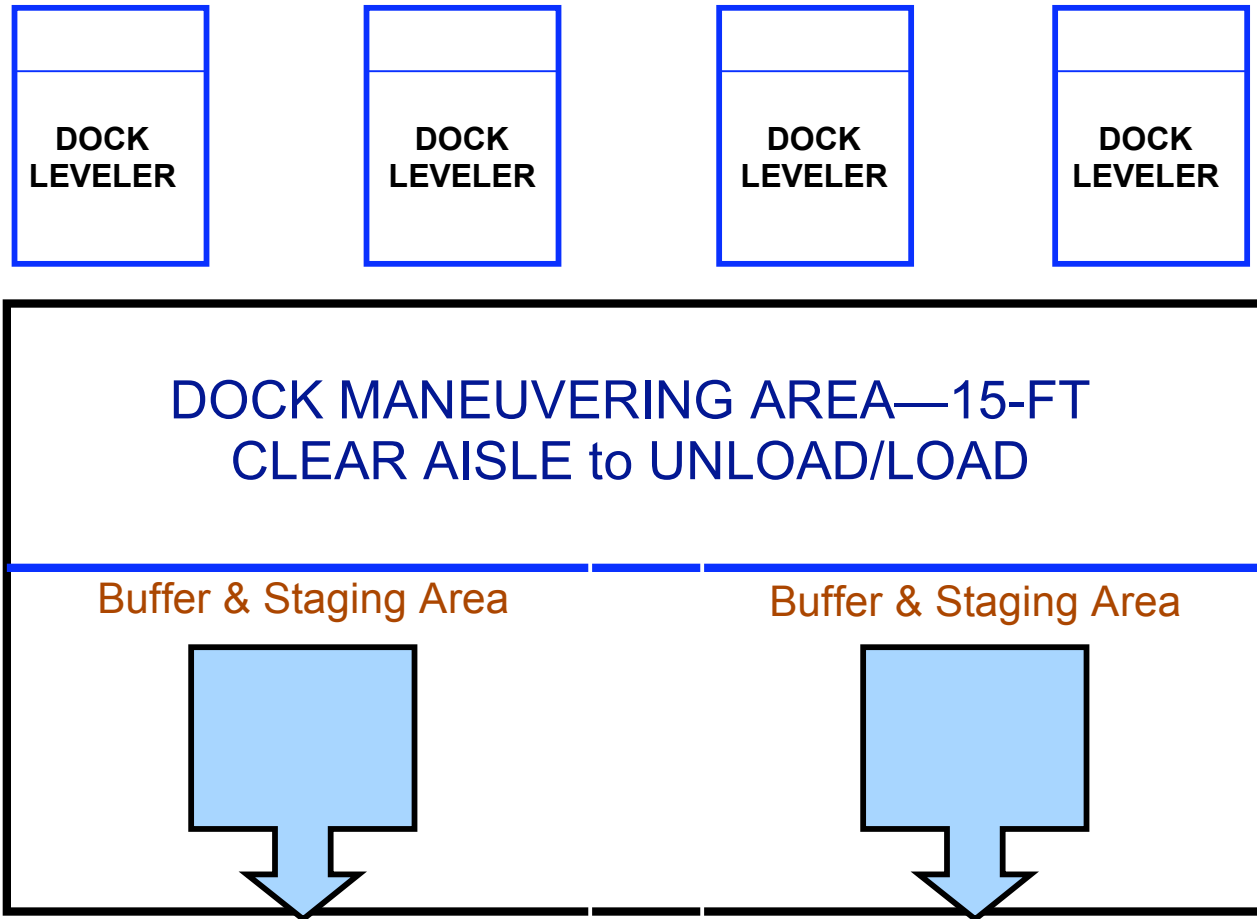 DOCK
LEVELER
DOCK
LEVELER
DOCK
LEVELER
DOCK
LEVELER
DOCK MANEUVERING AREA—15-FT
CLEAR AISLE to UNLOAD/LOAD
Buffer & Staging Area
Buffer & Staging Area